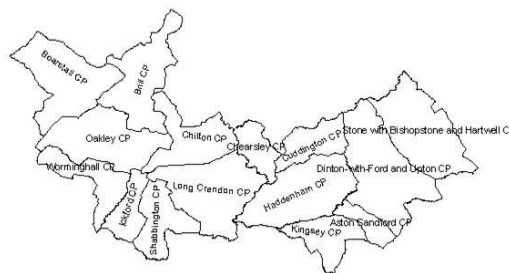 Boarstall CP
Brill CP
Oakley CP
Chilton CP
Chearsley CP
Cuddington CP
Stone with Bishopstone and Hartwell C
Worminghall CP
Ickford CP
Shabbington CP
Long Crendon CP
Haddenham CP
Dinton-with-Ford and Upton CP
Kingsey CP
Aston Sandford CP